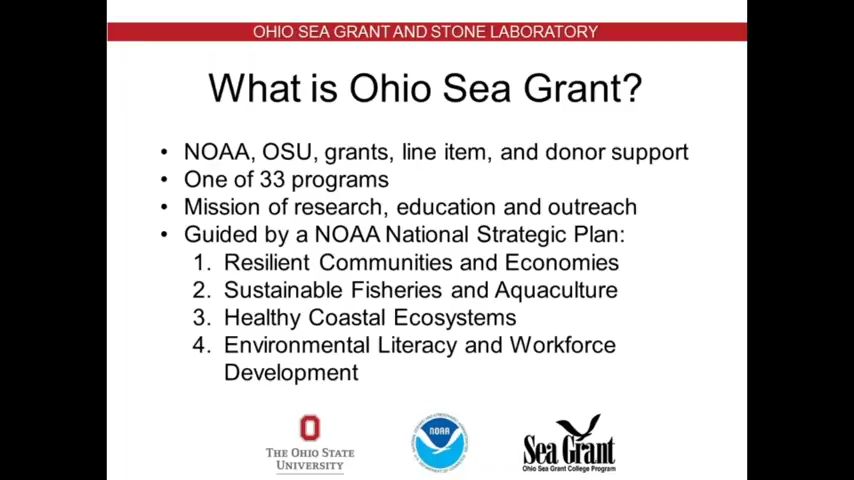 OHIO SEA GRANT AND STONE LABORATORY
What is Ohio Sea Grant?
• NOAA, OSU, grants, line item, and donor support
• One of 33 programs
• Mission of research, education and outreach
• Guided by a NOAA National Strategic Plan:
1. Resilient Communities and Economies
2. Sustainable Fisheries and Aquaculture
3. Healthy Coastal Ecosystems
4. Environmental Literacy and Workforce
Development
THE OHIO STATE
UNIVERSITY
NOAA
Sea Grant
Ohio Sea Grant College Program